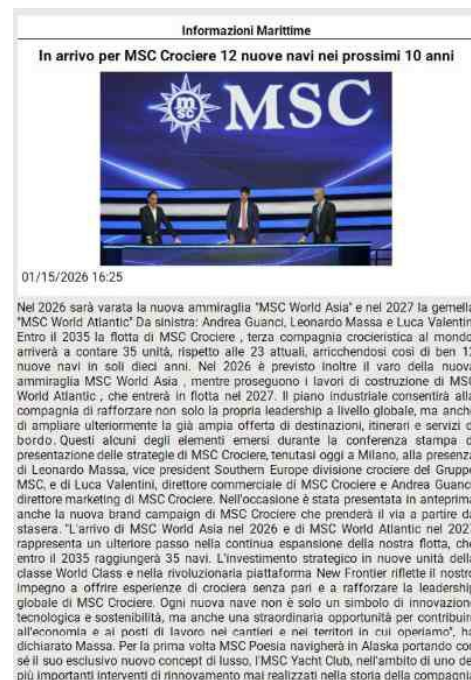 Informazioni Marittime
In arrivo per MSC Crociere 12 nuove navi nei prossimi 10 anni
m
SC
MSC
01/15/2026 16:25
Nel 2026 sarà varata la nuova ammiraglia "MSC World Asia" e nel 2027 la gemella
"MSC World Atlantic" Da sinistra: Andrea Guanci, Leonardo Massa e Luca Valentin
Entro il 2035 la flotta di MSC Crociere , terza compagnia crocieristica al mondo
arriverà a contare 35 unità, rispetto alle 23 attuali, arricchendosi così di ben 12
nuove navi in soli dieci anni. Nel 2026 è previsto inoltre il varo della nuova
ammiraglia MSC World Asia , mentre proseguono i lavori di costruzione di MSC
World Atlantic , che entrerà in flotta nel 2027. Il piano industriale consentirà alla
compagnia di rafforzare non solo la propria leadership a livello globale, ma anche
di ampliare ulteriormente la già ampia offerta di destinazioni, itinerari e servizi d
bordo. Questi alcuni degli elementi emersi durante la conferenza stampa d
presentazione delle strategie di MSC Crociere, tenutasi oggi a Milano, alla presenza
di Leonardo Massa, vice president Southern Europe divisione crociere del Gruppo
MSC, e di Luca Valentini, direttore commerciale di MSC Crociere e Andrea Guanc
direttore marketing di MSC Crociere. Nell'occasione è stata presentata in anteprima
anche la nuova brand campaign di MSC Crociere che prenderà il via a partire da
stasera. "L'arrivo di MSC World Asia nel 2026 e di MSC World Atlantic nel 2027
rappresenta un ulteriore passo nella continua espansione della nostra flotta, che
entro il 2035 raggiungerà 35 navi. L'investimento strategico in nuove unità della
classe World Class e nella rivoluzionaria piattaforma New Frontier riflette il nostro
impegno a offrire esperienze di crociera senza pari e a rafforzare la leadership
globale di MSC Crociere. Ogni nuova nave non è solo un simbolo di innovazione
tecnologica e sostenibilità, ma anche una straordinaria opportunità per contribuire
all'economia e ai posti di lavoro nei cantieri e nei territori in cui operiamo", ha
dichiarato Massa. Per la prima volta MSC Poesia navigherà in Alaska portando con
sé il suo esclusivo nuovo concept di lusso, l'MSC Yacht Club, nell'ambito di uno de
più importanti interventi di rinnovamento mai realizzati nella storia della compagni